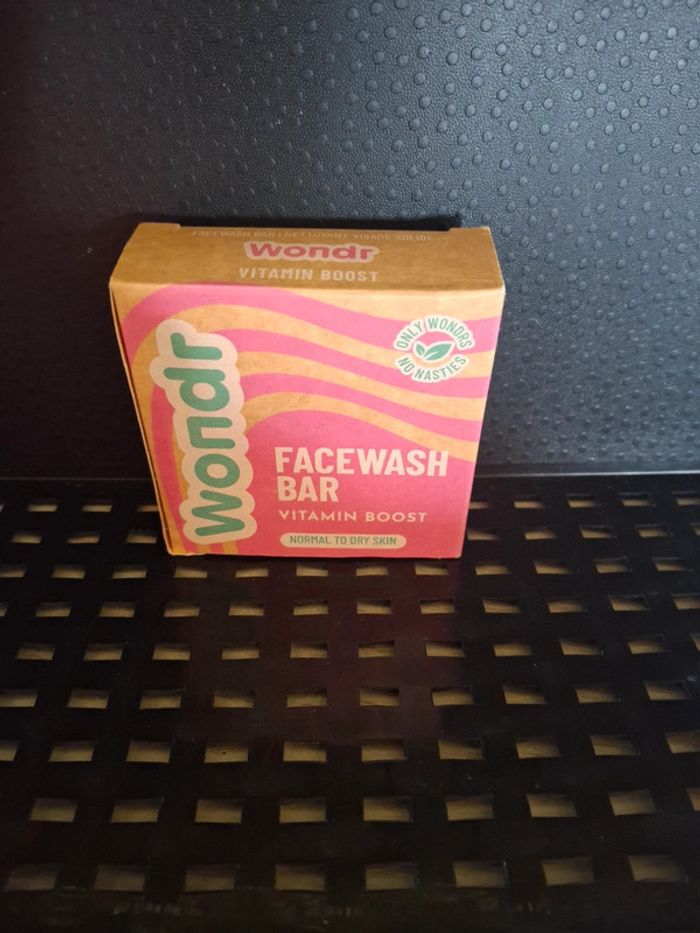 FACEWASH BAR | NETTOYANT VISAGE SOLIDE
wondr
VITAMIN BOOST
wondr
ONLY WONDRS
NO NASTIES
FACEWASH
BAR
VITAMIN BOOST
NORMAL TO DRY SKIN